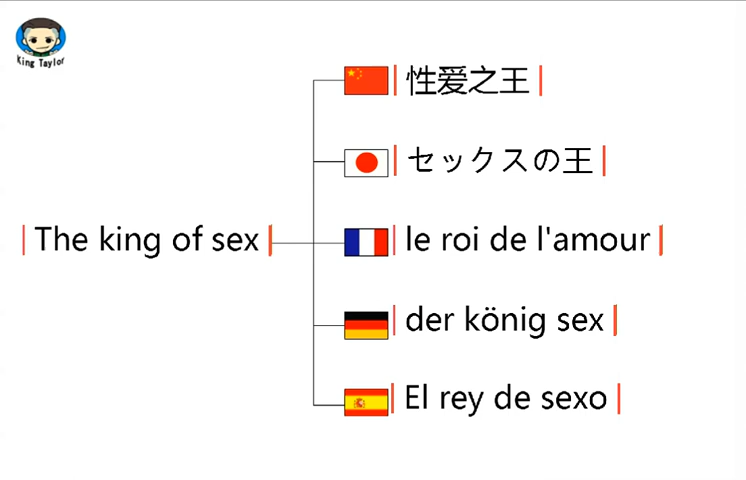 King Taylor
性爱之王
セックスの王
The king of sex
le roi de l'amour
der könig sex
El rey de sexo